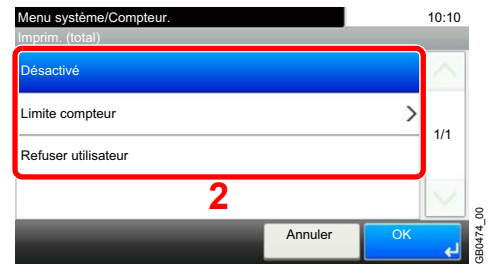 Menu système/Compteur. 10:10
Imprim. (total)
Désactivé
Limite compteur
1/1
Refuser utilisateur
2
Annuler OK
GB0474_00